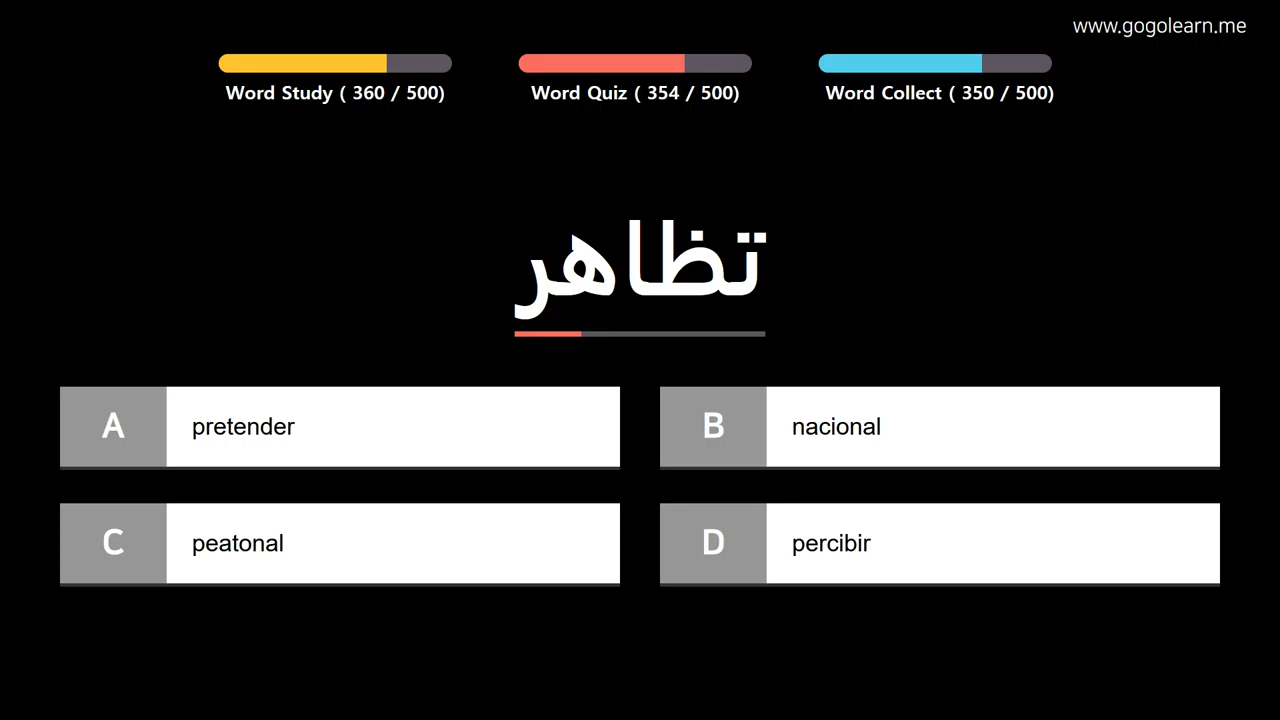 www.gogolearn.me
Word Study ( 360 / 500)
Word Quiz ( 354 / 500)
Word Collect ( 350 / 500)
تظاهر
A pretender
B nacional
C peatonal
D percibir